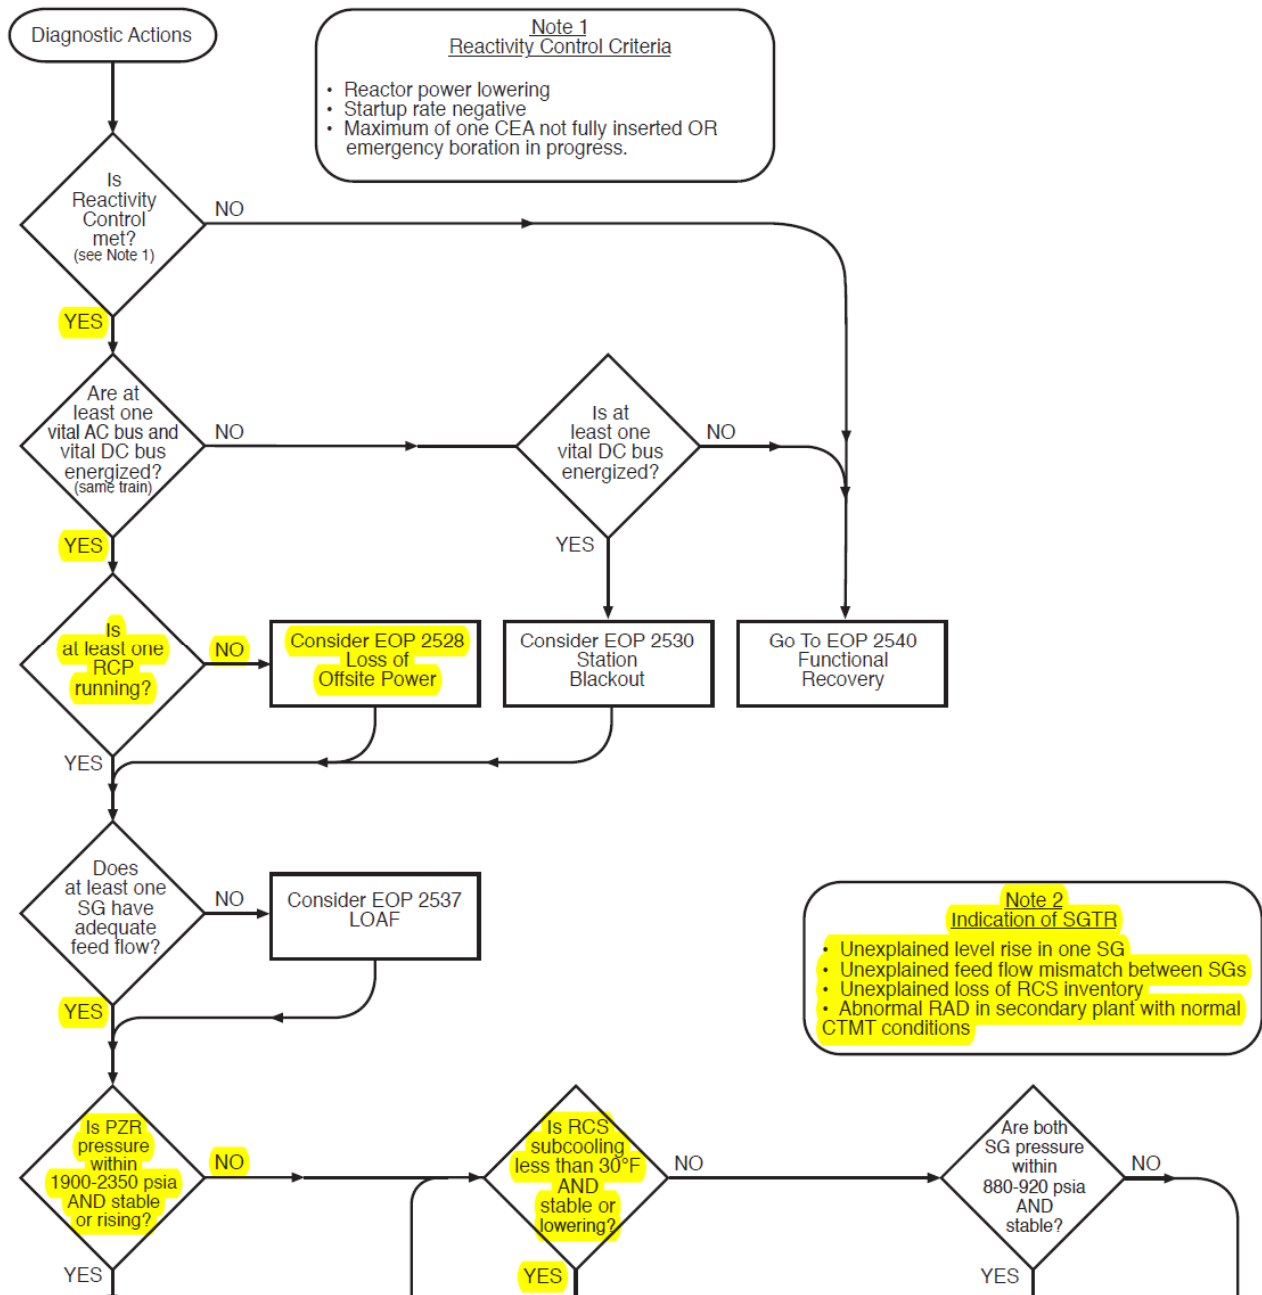 Diagnostic Actions
Note 1
Reactivity Control Criteria
• Reactor power lowering
• Startup rate negative
• Maximum of one CEA not fully inserted OR
emergency boration in progress.
Is
Reactivity
Control
met?
(see Note 1)
NO
YES
Are at
least one
vital AC bus and
vital DC bus
energized?
(same train)
NO
Is at
least one
vital DC bus
energized?
NO
YES
YES
Is
at least one
RCP
running?
NO
Consider EOP 2528
Loss of
Offsite Power
Consider EOP 2530
Station
Blackout
Go To EOP 2540
Functional
Recovery
YES
Does
at least one
SG have
adequate
feed flow?
NO
Consider EOP 2537
LOAF
Note 2
Indication of SGTR
• Unexplained level rise in one SG
• Unexplained feed flow mismatch between SGs
• Unexplained loss of RCS inventory
• Abnormal RAD in secondary plant with normal
CTMT conditions
YES
Is PZR
pressure
within
1900-2350 psia
AND stable
or rising?
NO
Is RCS
subcooling
less than 30°F
AND
stable or
lowering?
NO
Are both
SG pressure
within
880-920 psia
AND
stable?
NO
YES
YES
YES